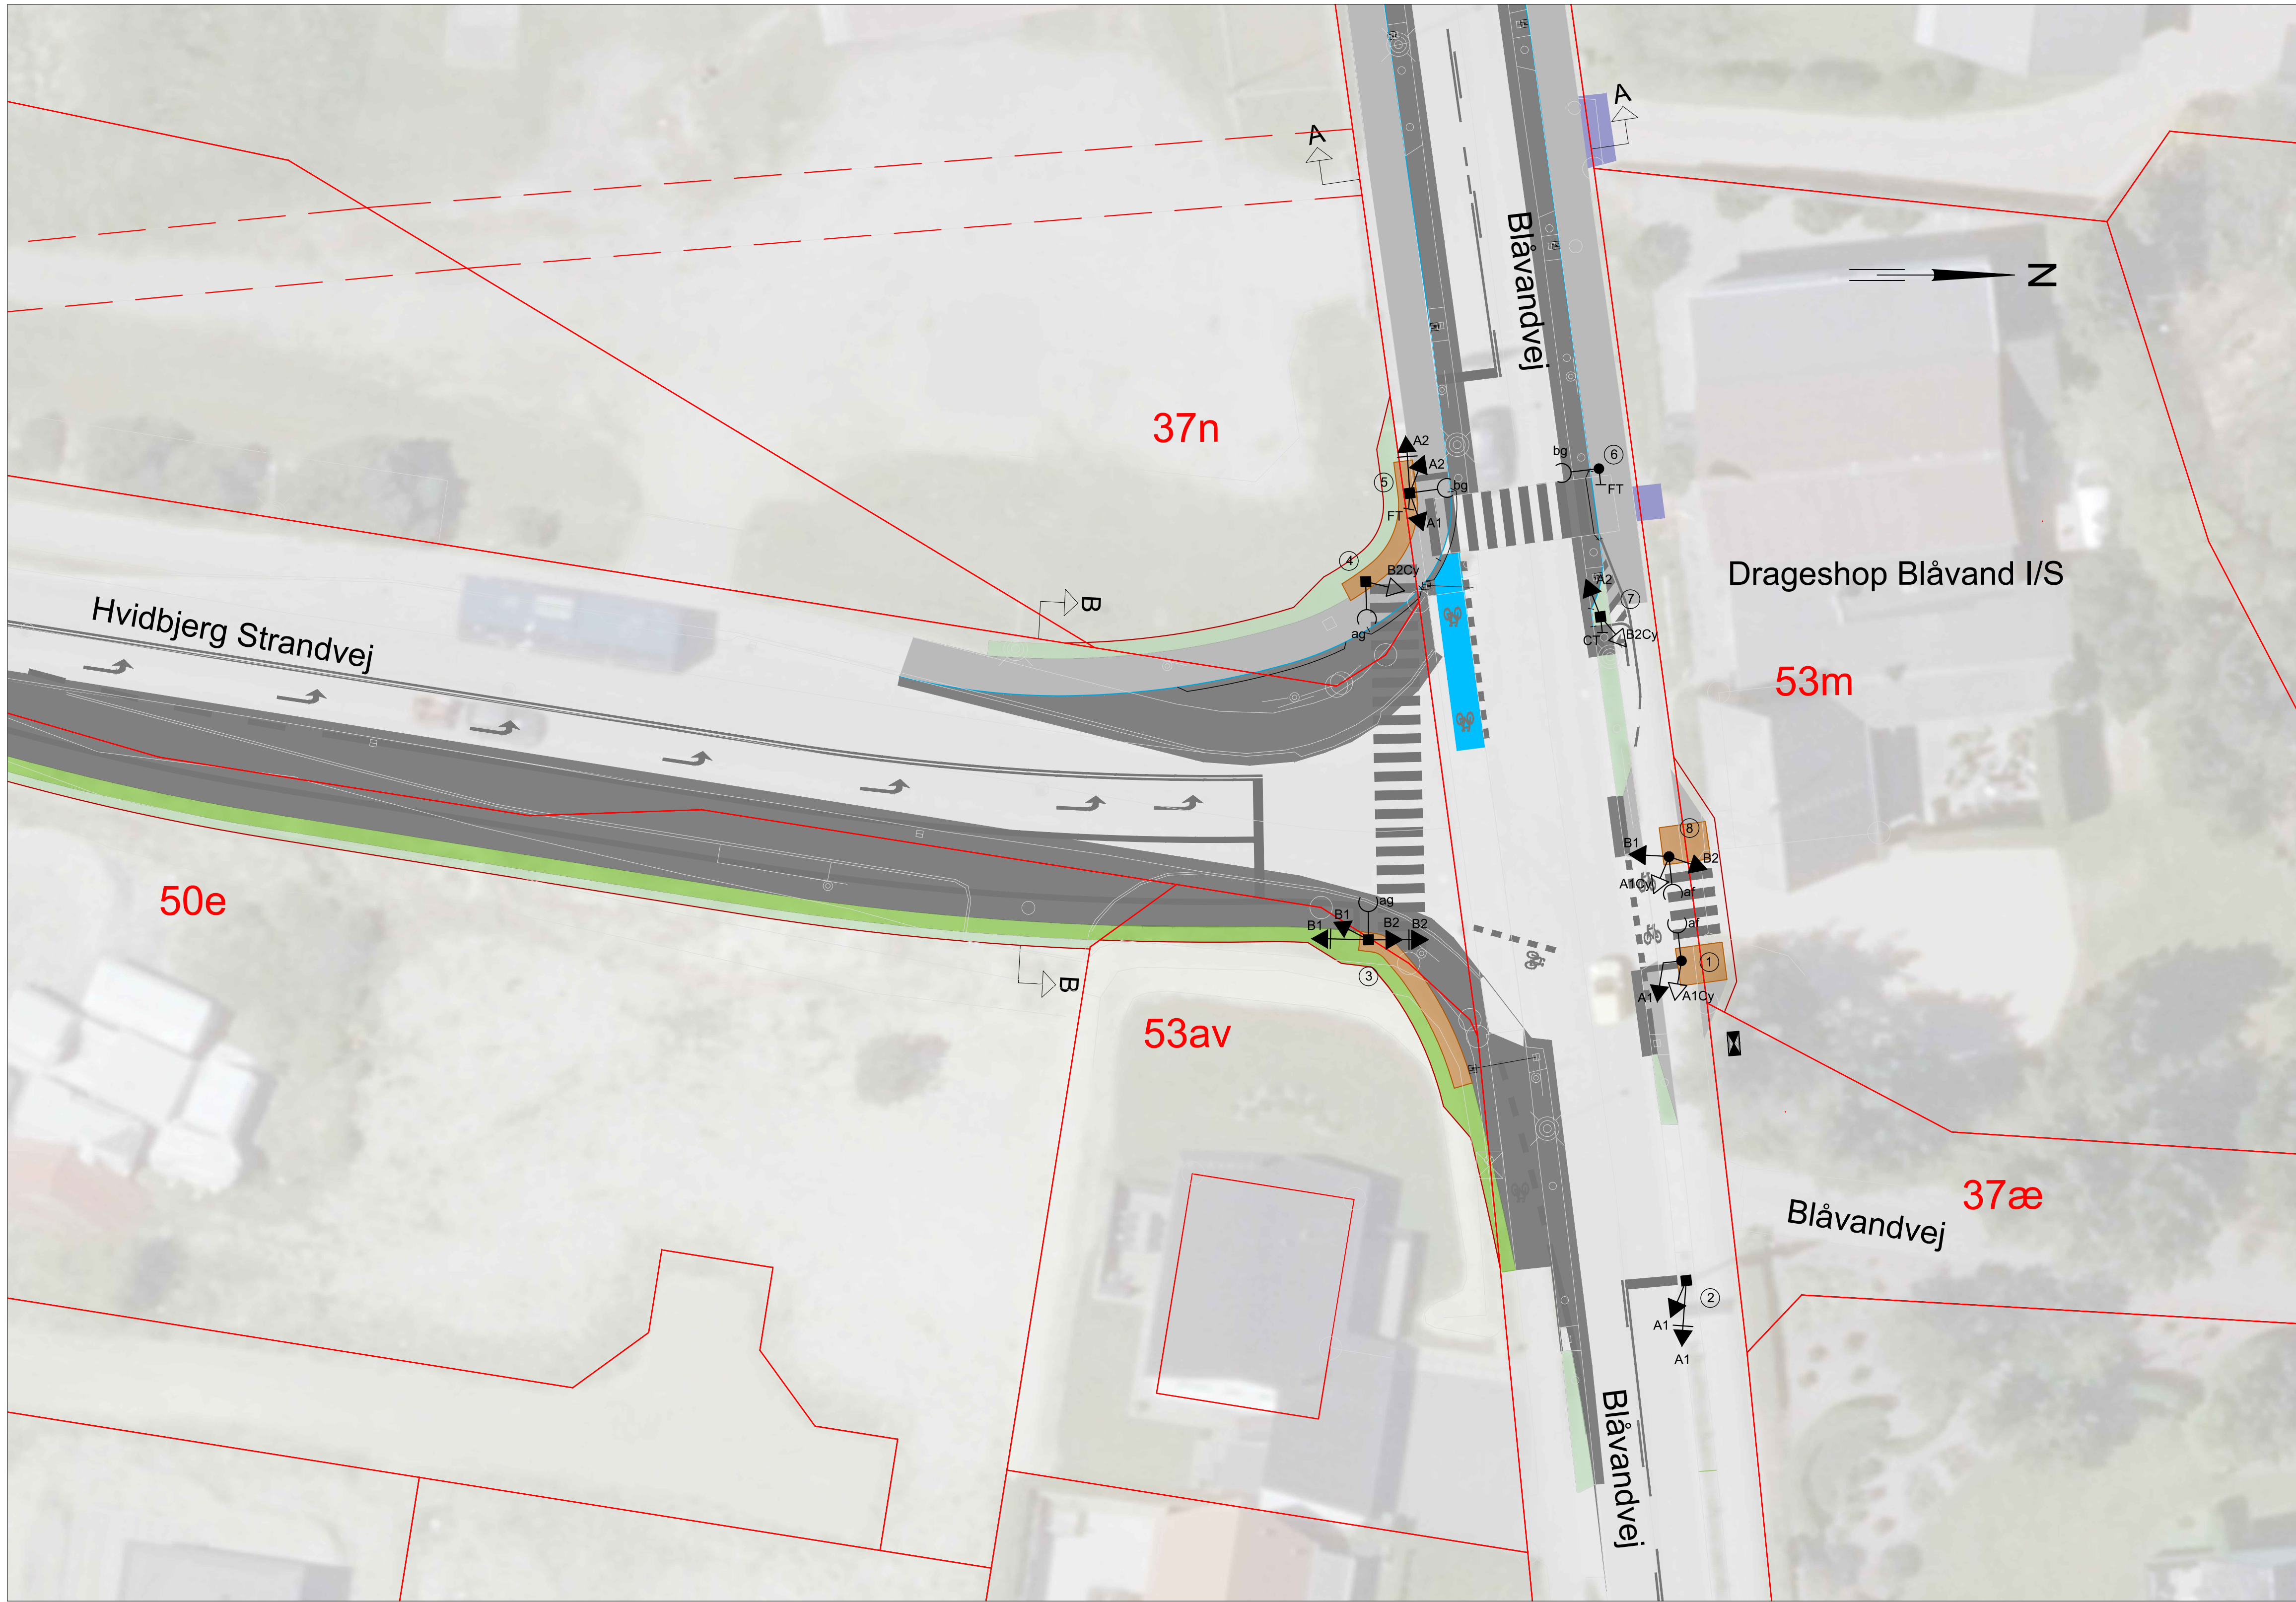 A
A
Blåvandvej
N
37n
A2
A2
5
bg
FT
A1
bg
6
FT
4
B2Cy
ag
A2
7
CT
B2Cy
Drageshop Blåvand I/S
53m
Hvidbjerg Strandvej
B
B
50e
8
B1
B2
A1Cy
af
af
ag
B1
B1
B2
B2
3
1
A1
A1Cy
53av
37æ
Blåvandvej
2
A1
A1
Blåvandvej